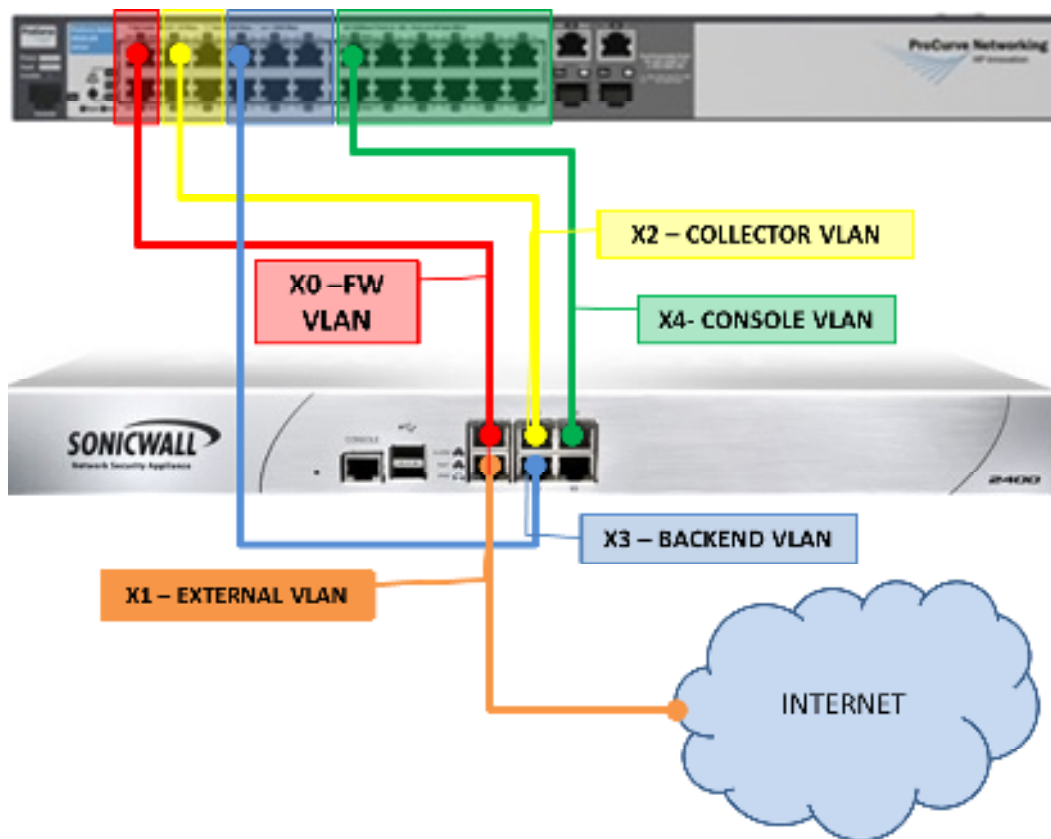 ProCurve Networking
HP Innovation
X2 – COLLECTOR VLAN
X0 –FW
VLAN
X4- CONSOLE VLAN
SONICWALL
Network Security Appliance
CONSOLE
2400
X3 – BACKEND VLAN
X1 – EXTERNAL VLAN
INTERNET